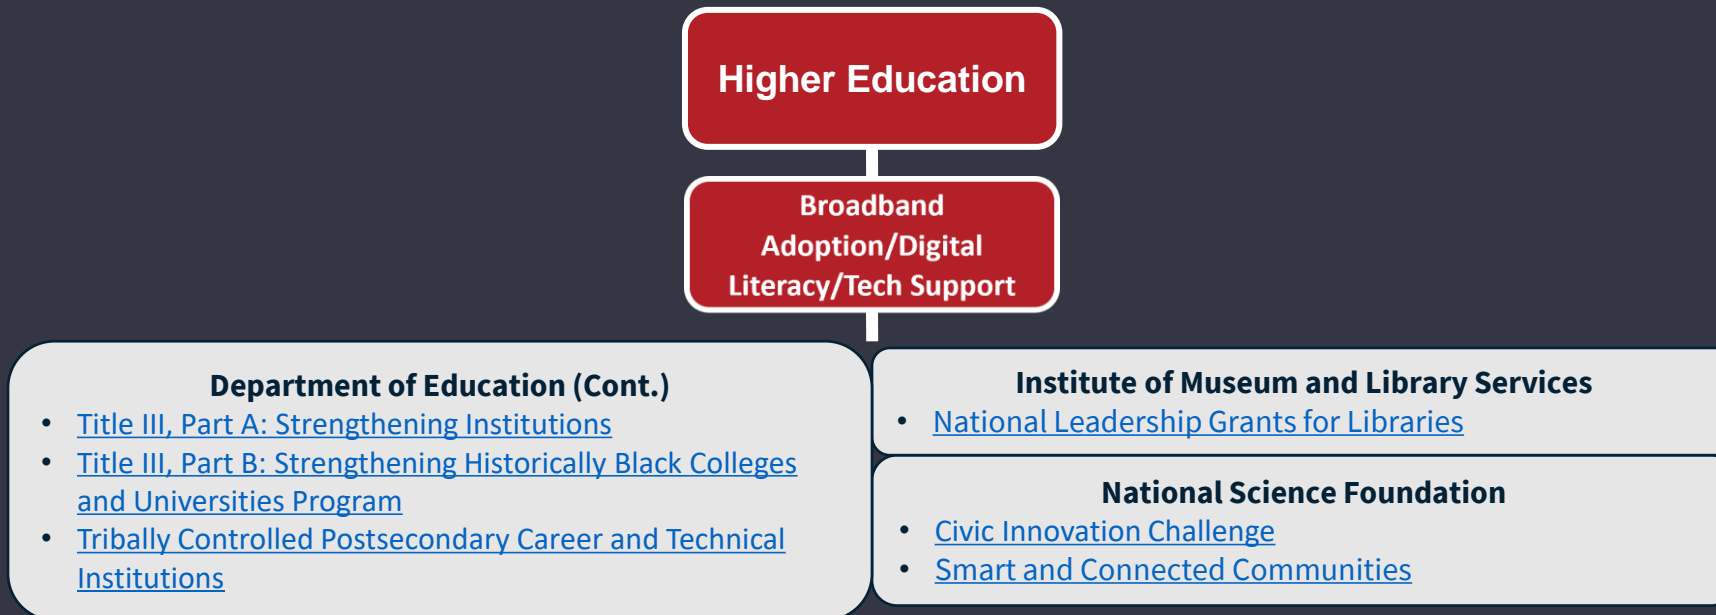 Higher Education
Broadband
Adoption/Digital
Literacy/Tech Support
Department of Education (Cont.)
• Title III, Part A: Strengthening Institutions
• Title III, Part B: Strengthening Historically Black Colleges
and Universities Program
• Tribally Controlled Postsecondary Career and Technical
Institutions
Institute of Museum and Library Services
• National Leadership Grants for Libraries
National Science Foundation
• Civic Innovation Challenge
• Smart and Connected Communities